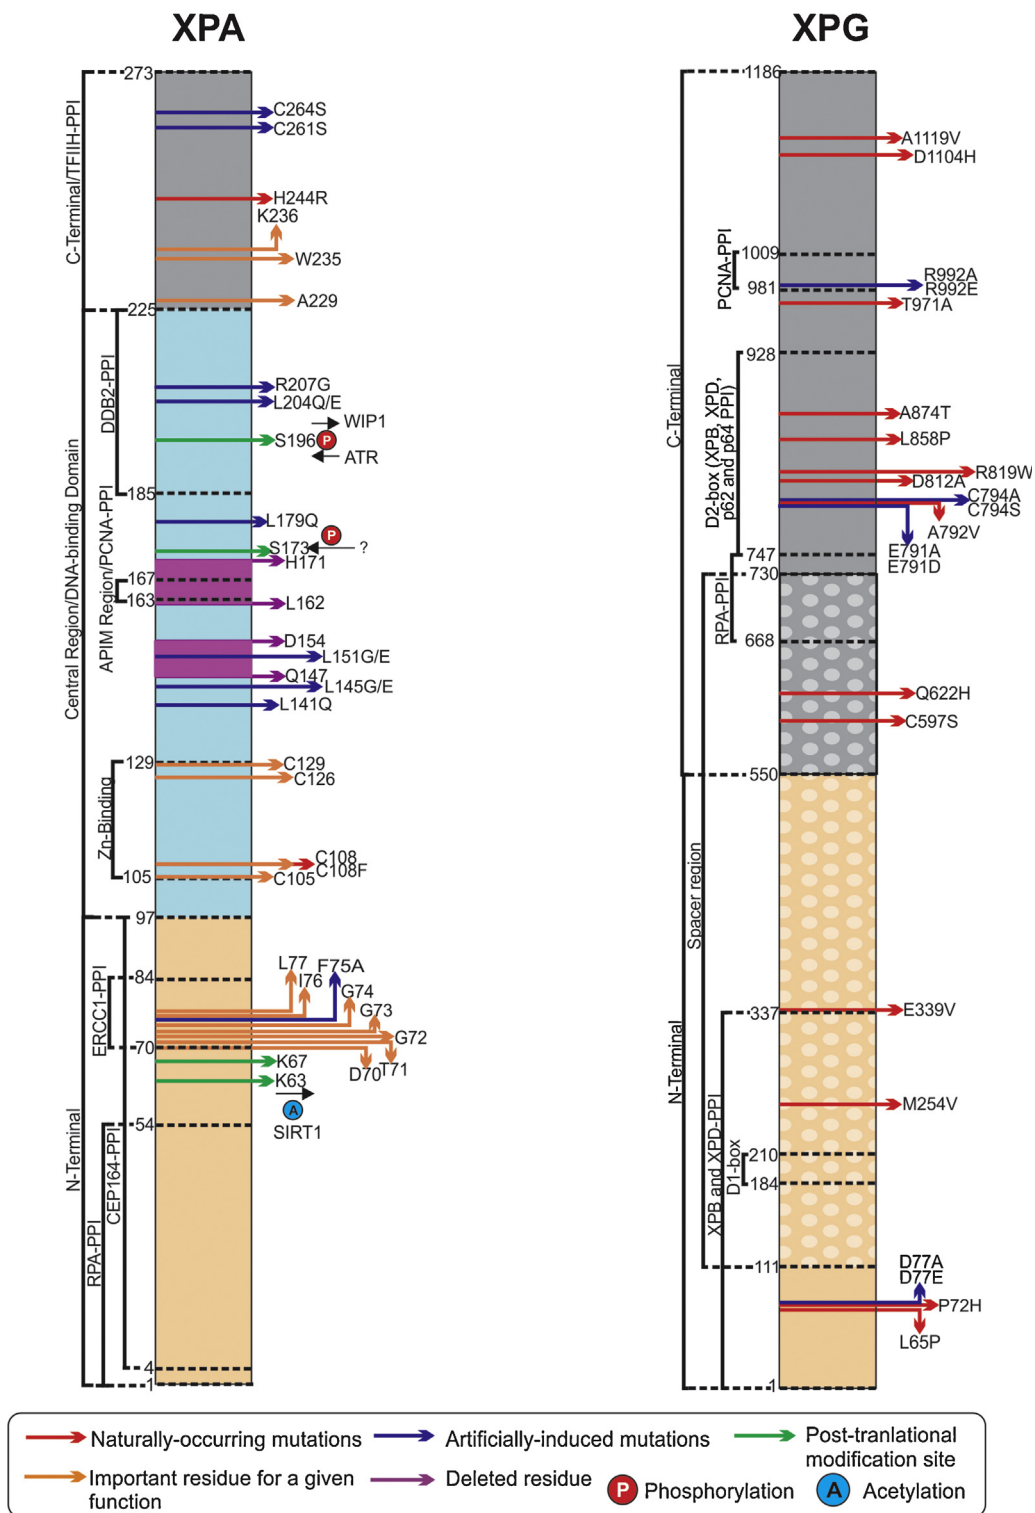 XPA
273
C264S
C261S
H244R
K236
W235
A229
225
R207G
L204Q/E
WIP1
S196
P
ATR
185
L179Q
P
S173
?
H171
167
163
L162
D154
L151G/E
Q147
L145G/E
L141Q
129
C129
C126
C108
C108F
105
C105
97
L77
F75A
I76
84
G74
G73
G72
70
T71
D70
K67
K63
A
SIRT1
54
4
1
C-Terminal/TFIIH-PPI
DDB2-PPI
Central Region/DNA-binding Domain
APIM Region/PCNA-PPI
Zn-Binding
ERCC1-PPI
N-Terminal
CEP164-PPI
RPA-PPI
XPG
1186
A1119V
D1104H
1009
R992A
981
R992E
T971A
928
A874T
L858P
R819W
D812A
C794A
C794S
A792V
E791A
747
E791D
730
668
Q622H
C597S
550
337
E339V
M254V
210
184
111
D77A
D77E
P72H
L65P
1
C-Terminal
PCNA-PPI
D2-box (XPB, XPD,
p62 and p64 PPI)
RPA-PPI
Spacer region
N-Terminal
XPB and XPD-PPI
D1-box
Naturally-occurring mutations
Artificially-induced mutations
Post-tranlational
modification site
Important residue for a given
function
Deleted residue
P Phosphorylation
A Acetylation